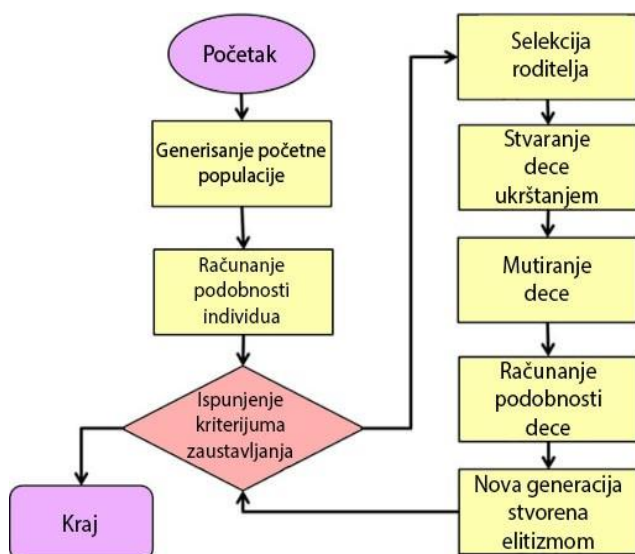 Početak
Generisanje početne
populacije
Računanje
podobnosti
individua
Ispunjenje
kriterijuma
zaustavljanja
Kraj
Selekcija
roditelja
Stvaranje
dece
ukrštanjem
Mutiranje
dece
Računanje
podobnosti
dece
Nova generacija
stvorena
elitizmom